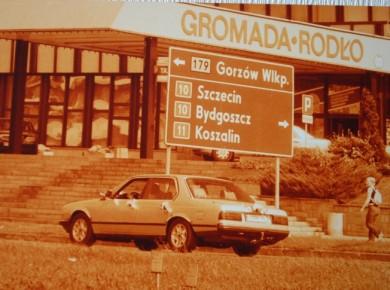 GROMADA·RODŁO
179 Gorzów Wlkp.
10 Szczecin
10 Bydgoszcz
11 Koszalin
P